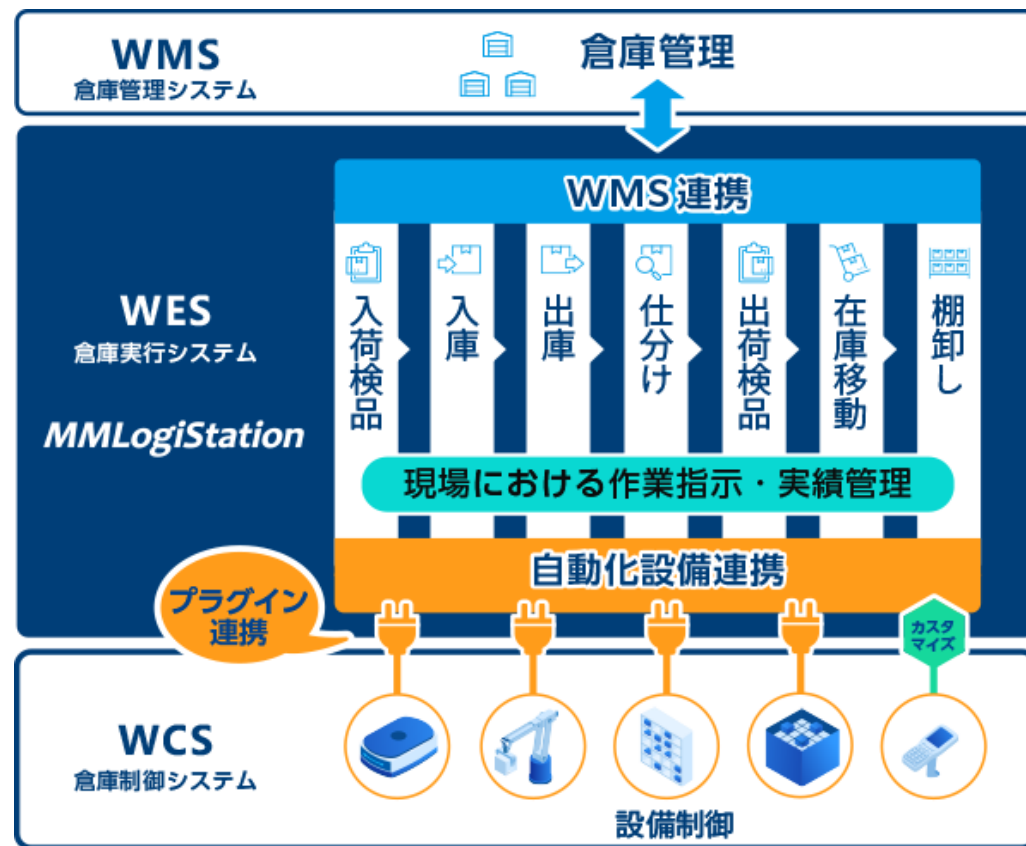 WMS
倉庫管理システム
倉庫管理
WMS連携
WES
倉庫実行システム
MMLogiStation
入荷検品
入庫
出庫
仕分け
出荷検品
在庫移動
棚卸し
現場における作業指示・実績管理
自動化設備連携
プラグイン
連携
カスタ
マイズ
WCS
倉庫制御システム
設備制御